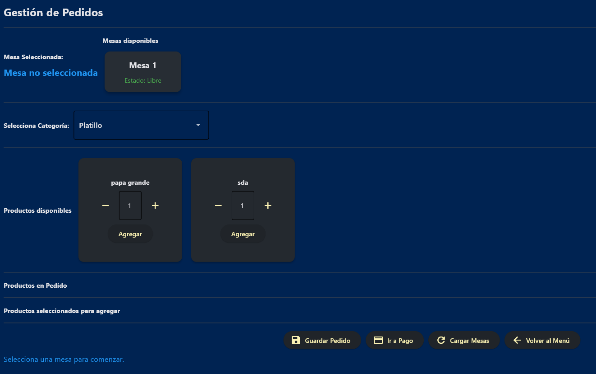 Gestión de Pedidos
Mesas disponibles
Mesa Seleccionada:
Mesa no seleccionada
Mesa 1
Estado: Libre
Selecciona Categoría:
Platillo
Productos disponibles
papa grande
— 1 +
Agregar
sda
— 1 +
Agregar
Productos en Pedido
Productos seleccionados para agregar
Guardar Pedido
Ir a Pago
Cargar Mesas
Volver al Menú
Selecciona una mesa para comenzar.